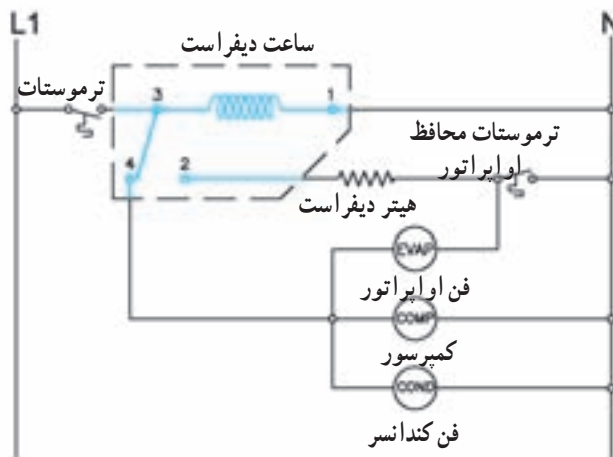 L1
N
ساعت دیفراست
ترموستات
3
1
ترموستات محافظ
اواپراتور
4
2
هیتر دیفراست
EVAP
فن اواپراتور
COMP
کمپرسور
COND
فن کندانسر